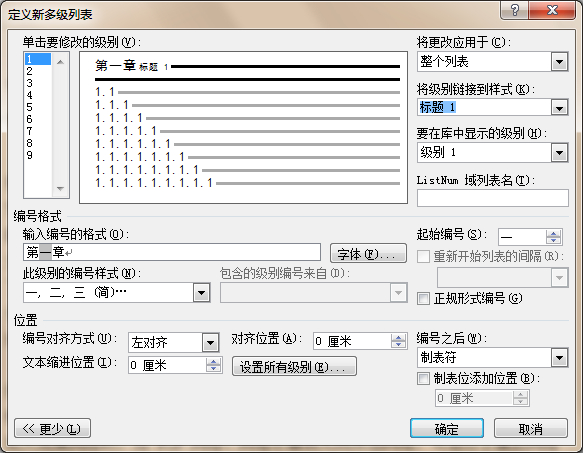 定义新多级列表
单击要修改的级别(V):
1
2
3
4
5
6
7
8
9
第一章 标题 1
1.1
1.1.1
1.1.1.1
1.1.1.1.1
1.1.1.1.1.1
1.1.1.1.1.1.1
1.1.1.1.1.1.1.1
1.1.1.1.1.1.1.1.1
将更改应用于(C):
整个列表
将级别链接到样式(K):
标题 1
要在库中显示的级别(H):
级别 1
ListNum 域列表名(T):
编号格式
输入编号的格式(O):
第一章
字体(F)...
起始编号(S): 一
重新开始列表的间隔(R):
此级别的编号样式(N):
包含的级别编号来自(D):
一, 二, 三 (简)…
正规形式编号(G)
位置
编号对齐方式(U): 左对齐
对齐位置(A): 0 厘米
编号之后(W):
制表符
文本缩进位置(I): 0 厘米
设置所有级别(E)...
制表位添加位置(B):
0 厘米
<< 更少(L)
确定
取消